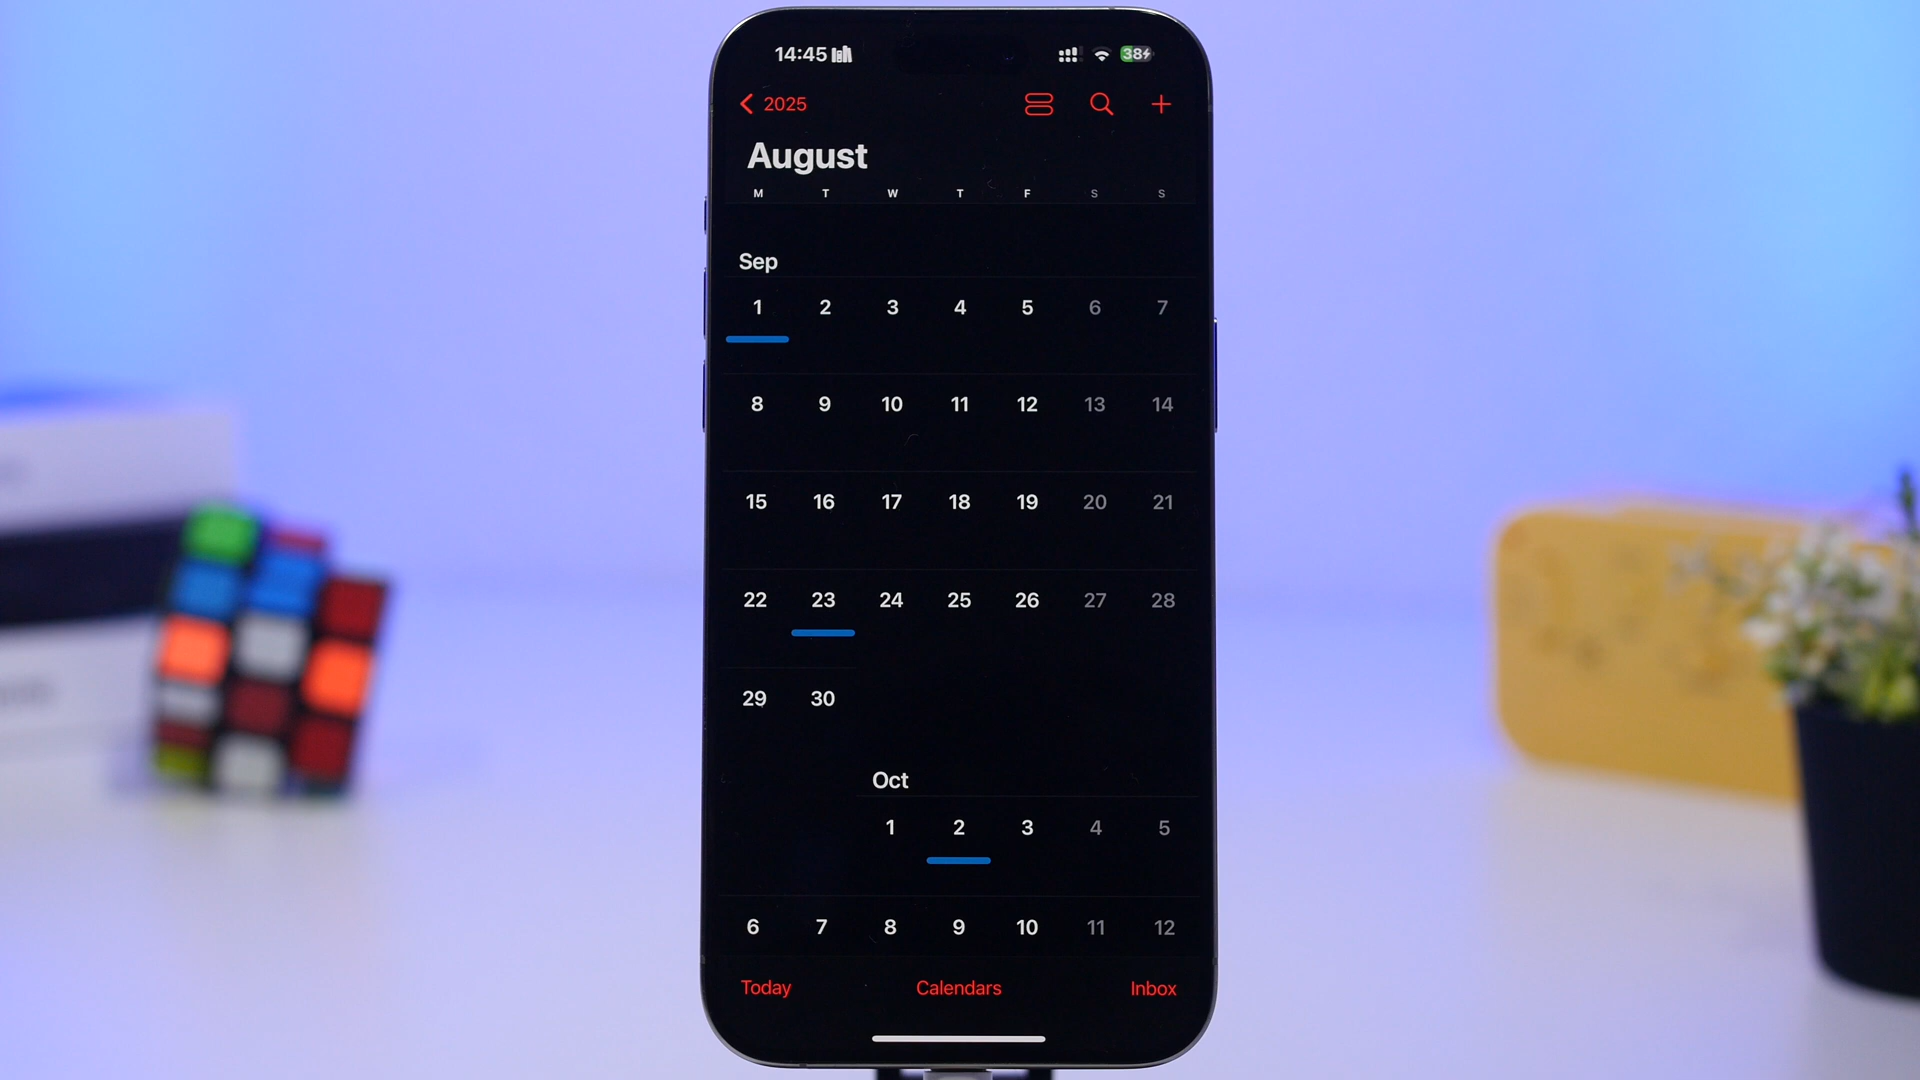 14:45 38
2025
August
M T W T F S S
Sep
1 2 3 4 5 6 7
8 9 10 11 12 13 14
15 16 17 18 19 20 21
22 23 24 25 26 27 28
29 30
Oct
1 2 3 4 5
6 7 8 9 10 11 12
Today Calendars Inbox